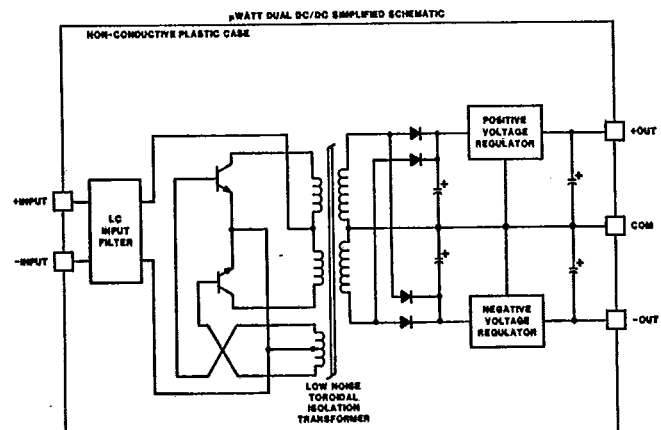 µWATT DUAL DC/DC SIMPLIFIED SCHEMATIC
NON-CONDUCTIVE PLASTIC CASE
+INPUT
-INPUT
LC
INPUT
FILTER
POSITIVE
VOLTAGE
REGULATOR
+OUT
COM
NEGATIVE
VOLTAGE
REGULATOR
-OUT
+
+
+
+
LOW NOISE
TOROIDAL
ISOLATION
TRANSFORMER